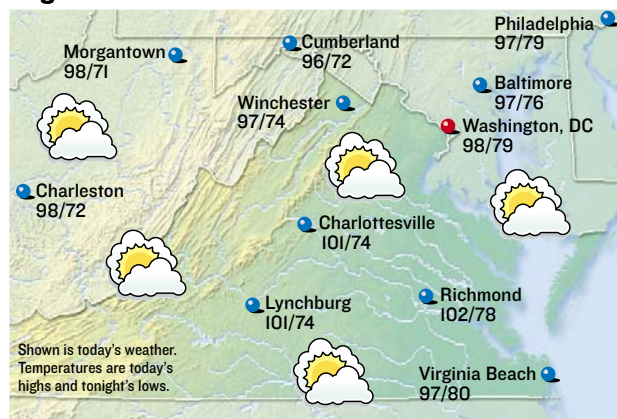 Philadelphia
97/79
Morgantown
98/71
Cumberland
96/72
Baltimore
97/76
Winchester
97/74
Washington, DC
98/79
Charleston
98/72
Charlottesville
101/74
Lynchburg
101/74
Richmond
102/78
Shown is today's weather.
Temperatures are today's
highs and tonight's lows.
Virginia Beach
97/80